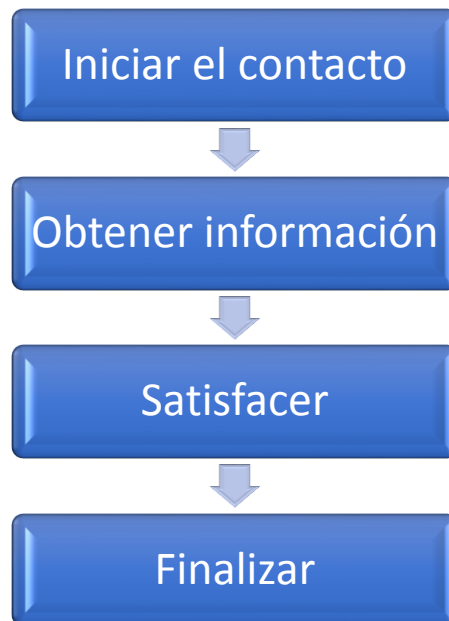 Iniciar el contacto
Obtener información
Satisfacer
Finalizar